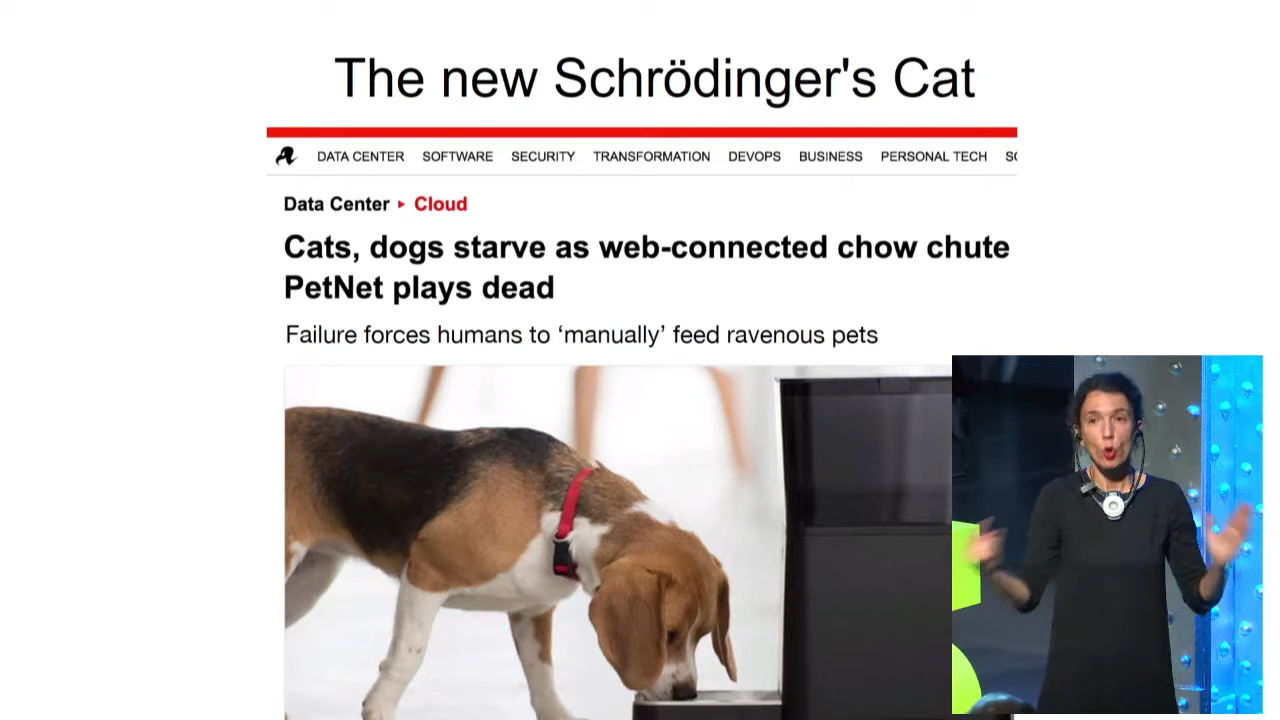 The new Schrödinger's Cat
DATA CENTER SOFTWARE SECURITY TRANSFORMATION DEVOPS BUSINESS PERSONAL TECH
Data Center ▸ Cloud
Cats, dogs starve as web-connected chow chute
PetNet plays dead
Failure forces humans to ‘manually’ feed ravenous pets